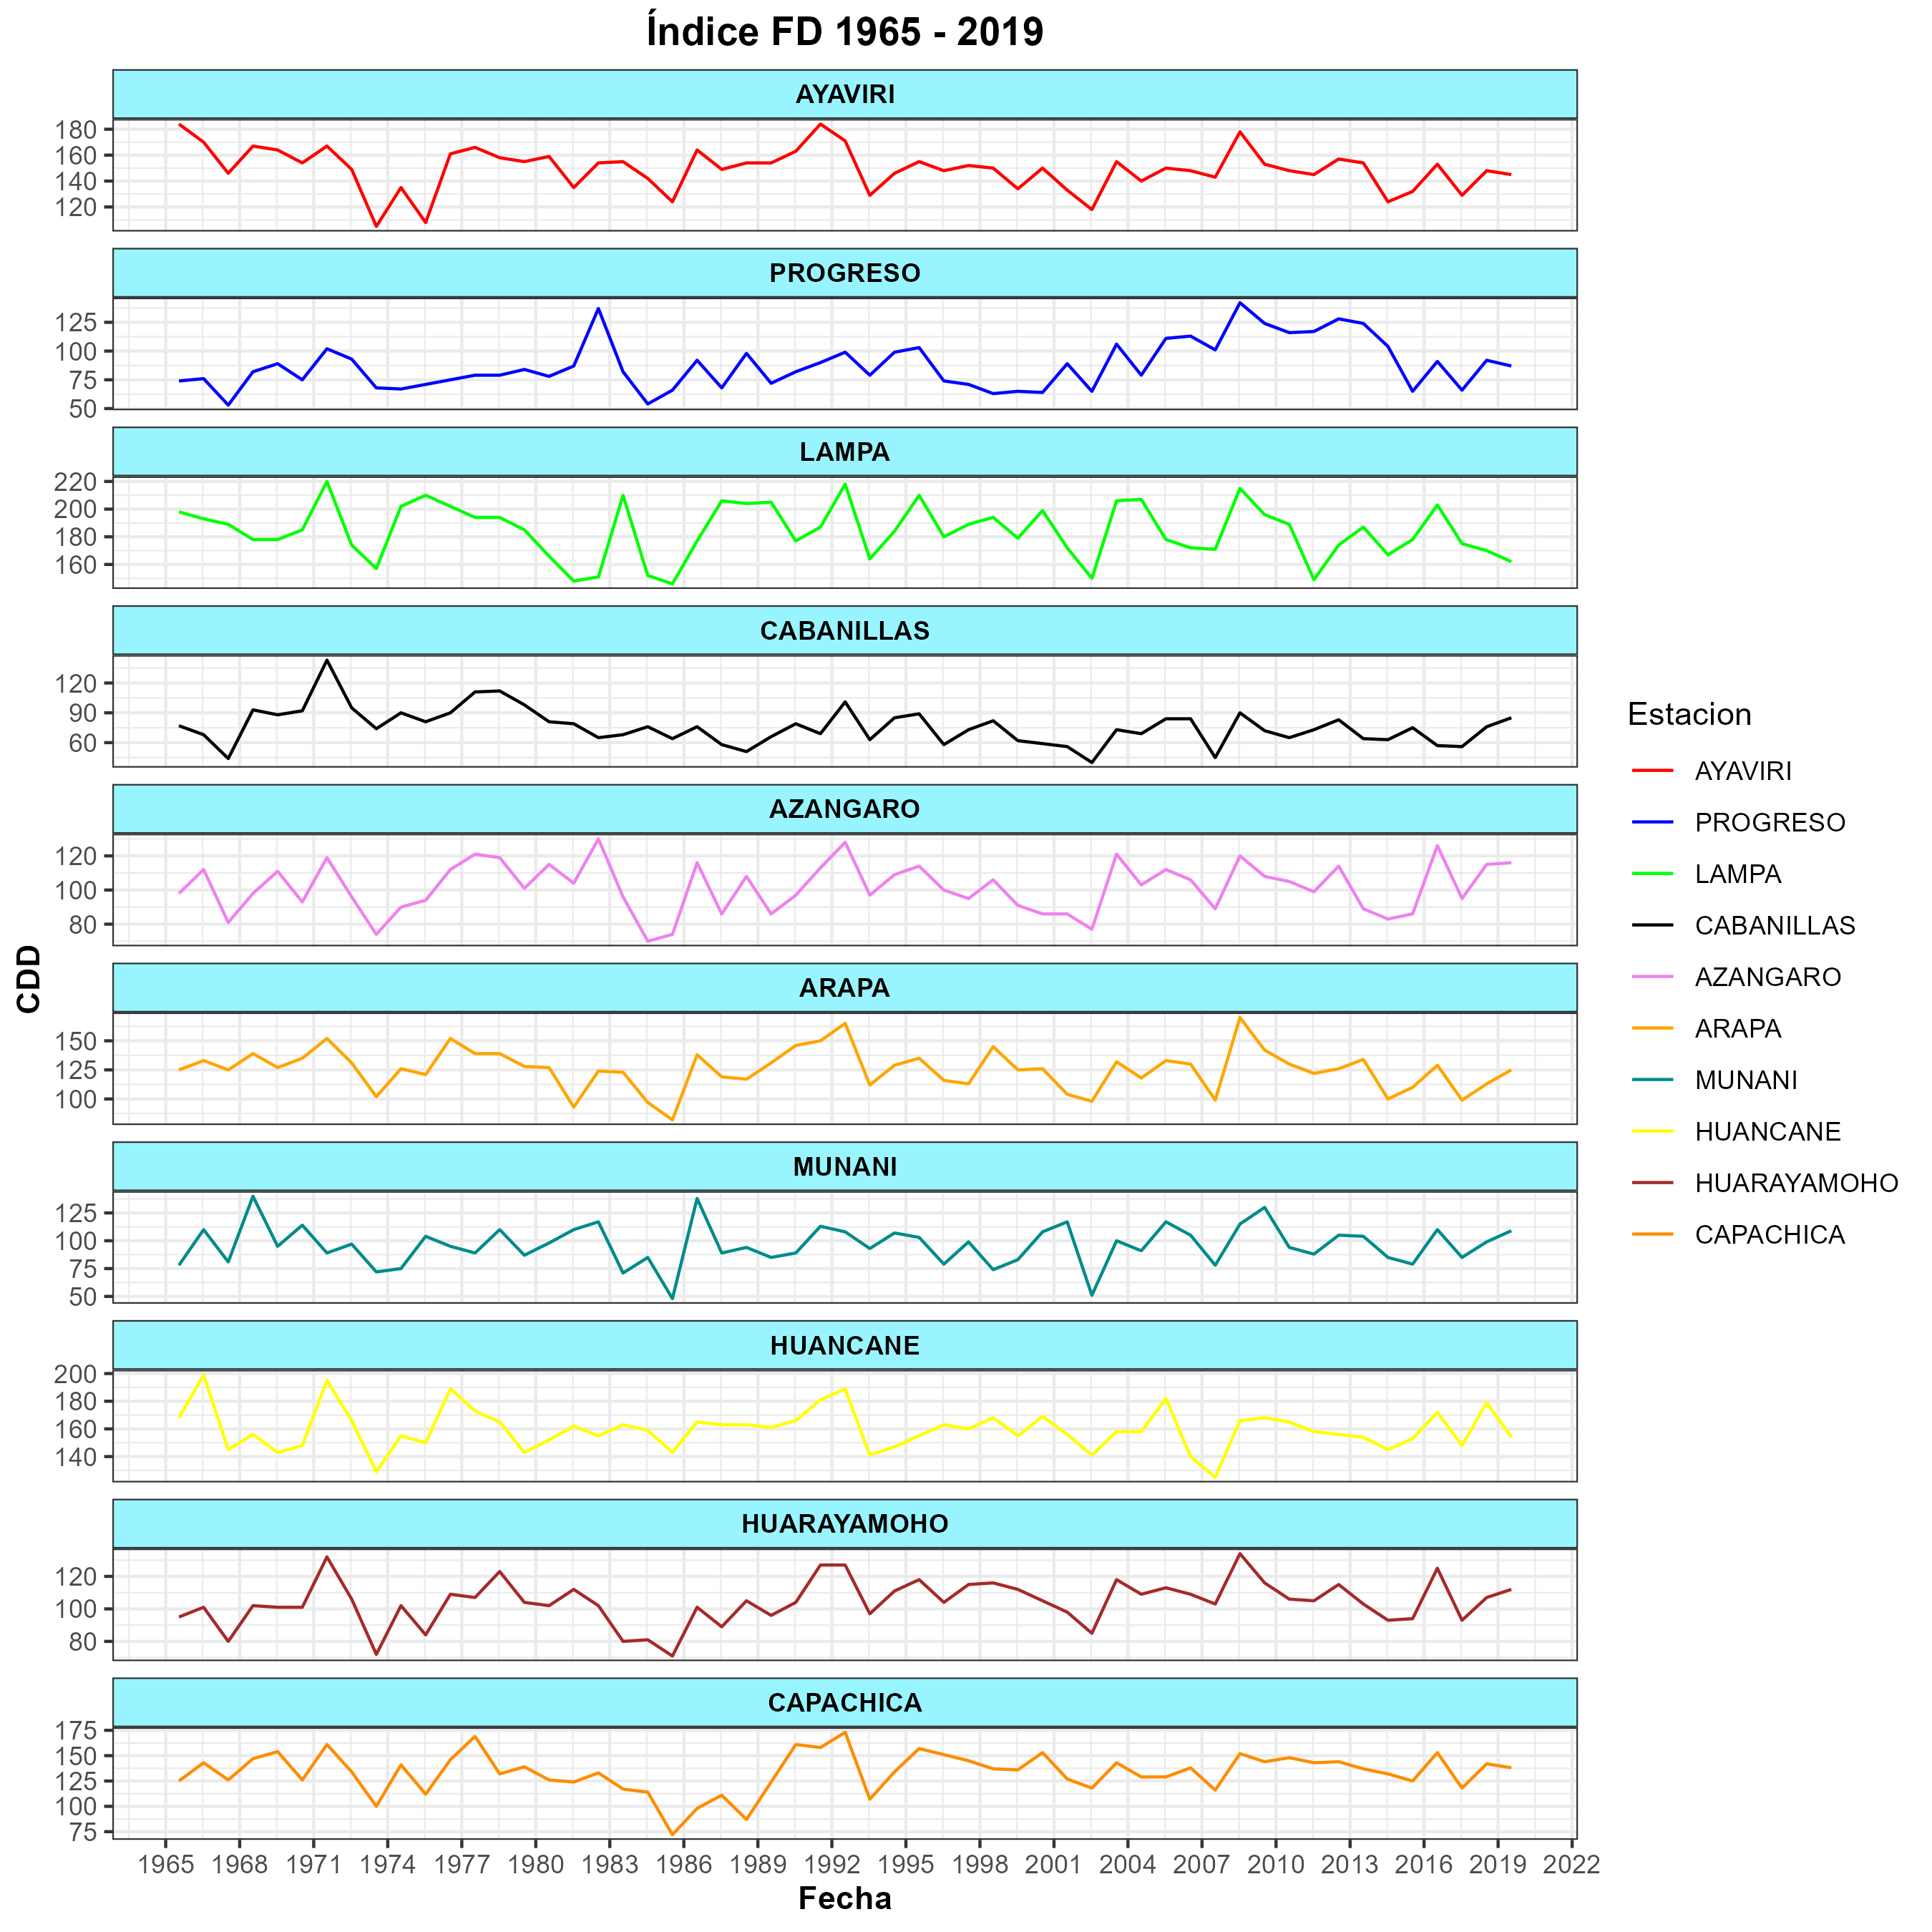 Índice FD 1965 - 2019
AYAVIRI
180
160
140
120
PROGRESO
125
100
75
50
LAMPA
220
200
180
160
CABANILLAS
120
90
60
AZANGARO
120
100
80
ARAPA
150
125
100
MUNANI
125
100
75
50
HUANCANE
200
180
160
140
HUARAYAMOHO
120
100
80
CAPACHICA
175
150
125
100
75
1965 1968 1971 1974 1977 1980 1983 1986 1989 1992 1995 1998 2001 2004 2007 2010 2013 2016 2019 2022
Fecha
CDD
Estacion
AYAVIRI
PROGRESO
LAMPA
CABANILLAS
AZANGARO
ARAPA
MUNANI
HUANCANE
HUARAYAMOHO
CAPACHICA